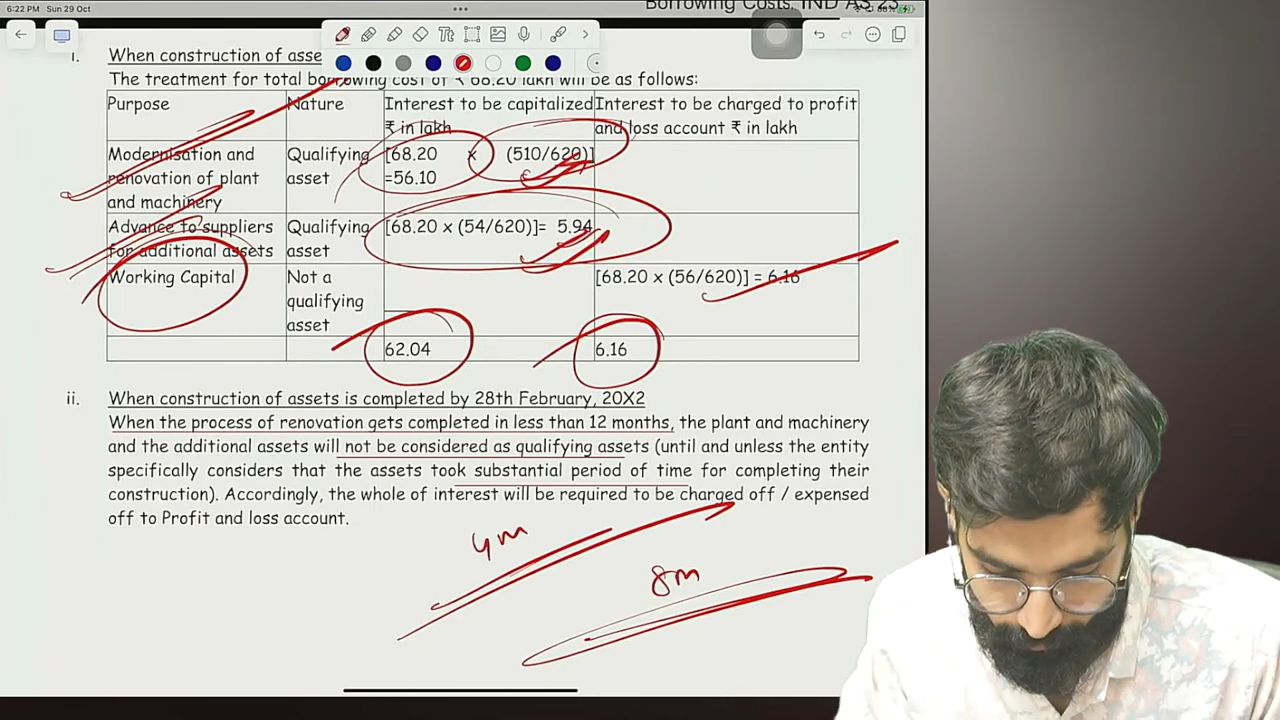 6:22 PM Sun 29 Oct
Borrowing Costs, IND AS 23
i. When construction of asse
The treatment for total borrowing cost of ₹ 68.20 lakh will be as follows:
Purpose Nature Interest to be capitalized ₹ in lakh Interest to be charged to profit and loss account ₹ in lakh
Modernisation and renovation of plant and machinery Qualifying asset [68.20 x (510/620)] =56.10
Advance to suppliers for additional assets Qualifying asset [68.20 x (54/620)]= 5.94
Working Capital Not a qualifying asset [68.20 x (56/620)] = 6.16
62.04 6.16
ii. When construction of assets is completed by 28th February, 20X2
When the process of renovation gets completed in less than 12 months, the plant and machinery
and the additional assets will not be considered as qualifying assets (until and unless the entity
specifically considers that the assets took substantial period of time for completing their
construction). Accordingly, the whole of interest will be required to be charged off / expensed
off to Profit and loss account.
4m
8m